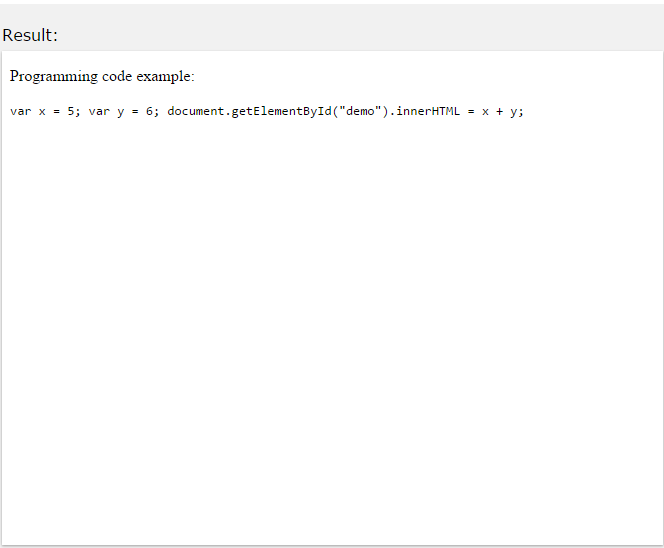 Result:
Programming code example:
var x = 5; var y = 6; document.getElementById("demo").innerHTML = x + y;